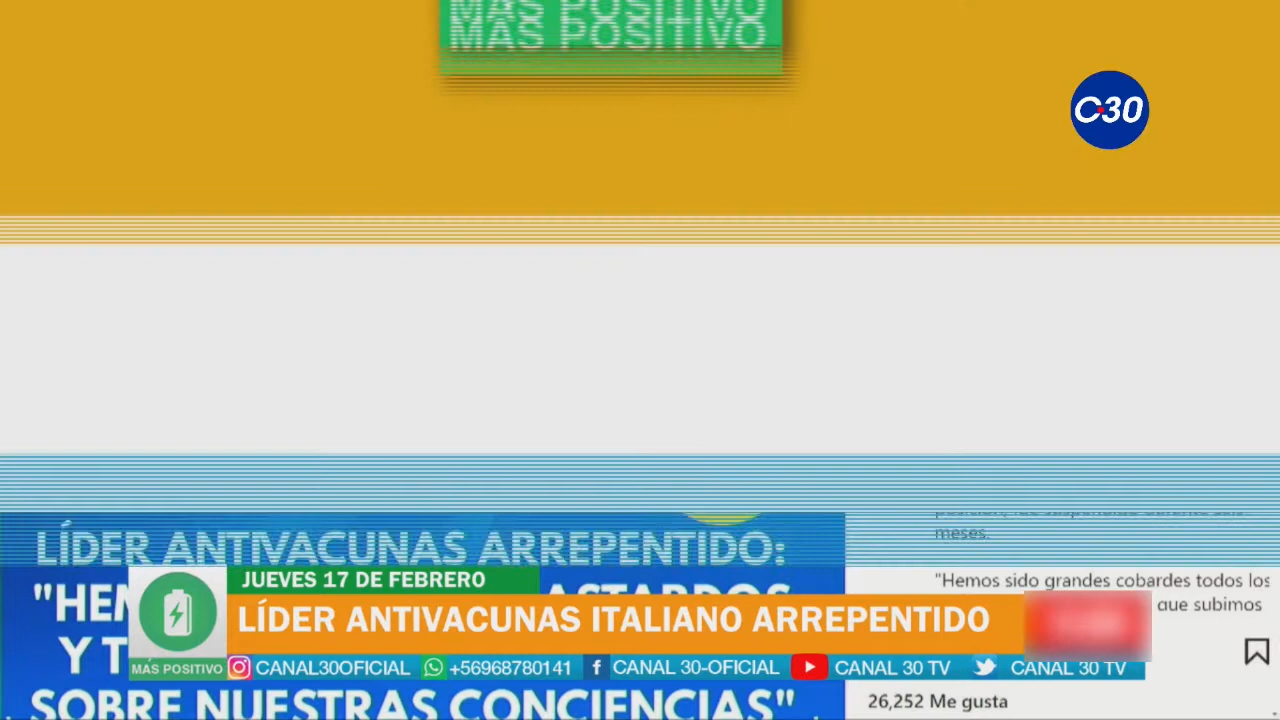 MÁS POSITIVO
MÁS POSITIVO
C30
LÍDER ANTIVACUNAS ARREPENTIDO:
meses.
"Hemos sido grandes cobardes todos los
que subimos
JUEVES 17 DE FEBRERO
LÍDER ANTIVACUNAS ITALIANO ARREPENTIDO
Y
MÁS POSITIVO
CANAL30OFICIAL +56968780141 CANAL 30-OFICIAL CANAL 30 TV CANAL 30 TV
SOBRE NUESTRAS CONCIENCIAS"
26,252 Me gusta